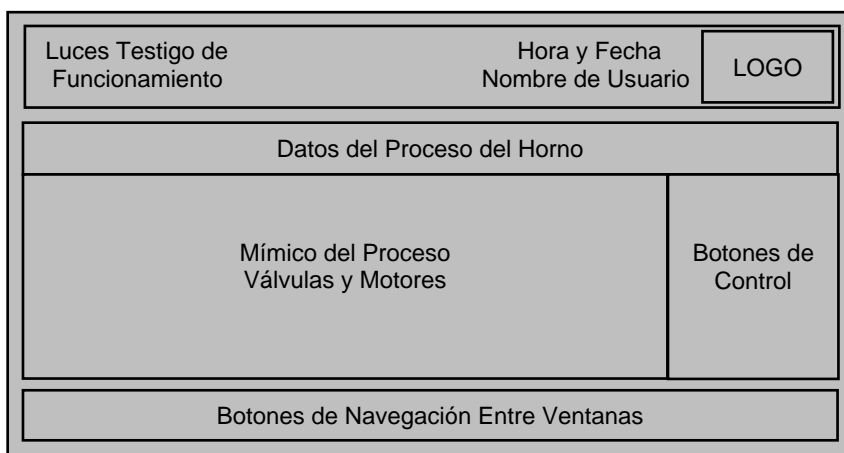 Luces Testigo de
Funcionamiento
Hora y Fecha
Nombre de Usuario
LOGO
Datos del Proceso del Horno
Mímico del Proceso
Válvulas y Motores
Botones de
Control
Botones de Navegación Entre Ventanas